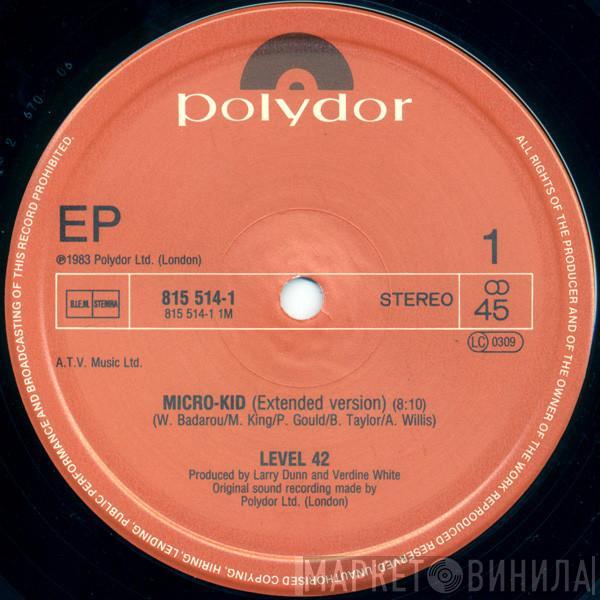 polydor
EP
℗1983 Polydor Ltd. (London)
1
B.I.E.M. STEMRA
815 514-1
815 514-1 1M
STEREO
45
LC 0309
A.T.V. Music Ltd.
MICRO-KID (Extended version) (8:10)
(W. Badarou/M. King/P. Gould/B. Taylor/A. Willis)
LEVEL 42
Produced by Larry Dunn and Verdine White
Original sound recording made by
Polydor Ltd. (London)
ALL RIGHTS OF THE PRODUCER AND OF THE OWNER OF THE WORK REPRODUCED RESERVED. UNAUTHORISED COPYING, HIRING, LENDING, PUBLIC PERFORMANCE AND BROADCASTING OF THIS RECORD PROHIBITED.
2 670 06
МАРКЕТ ВИНИЛА